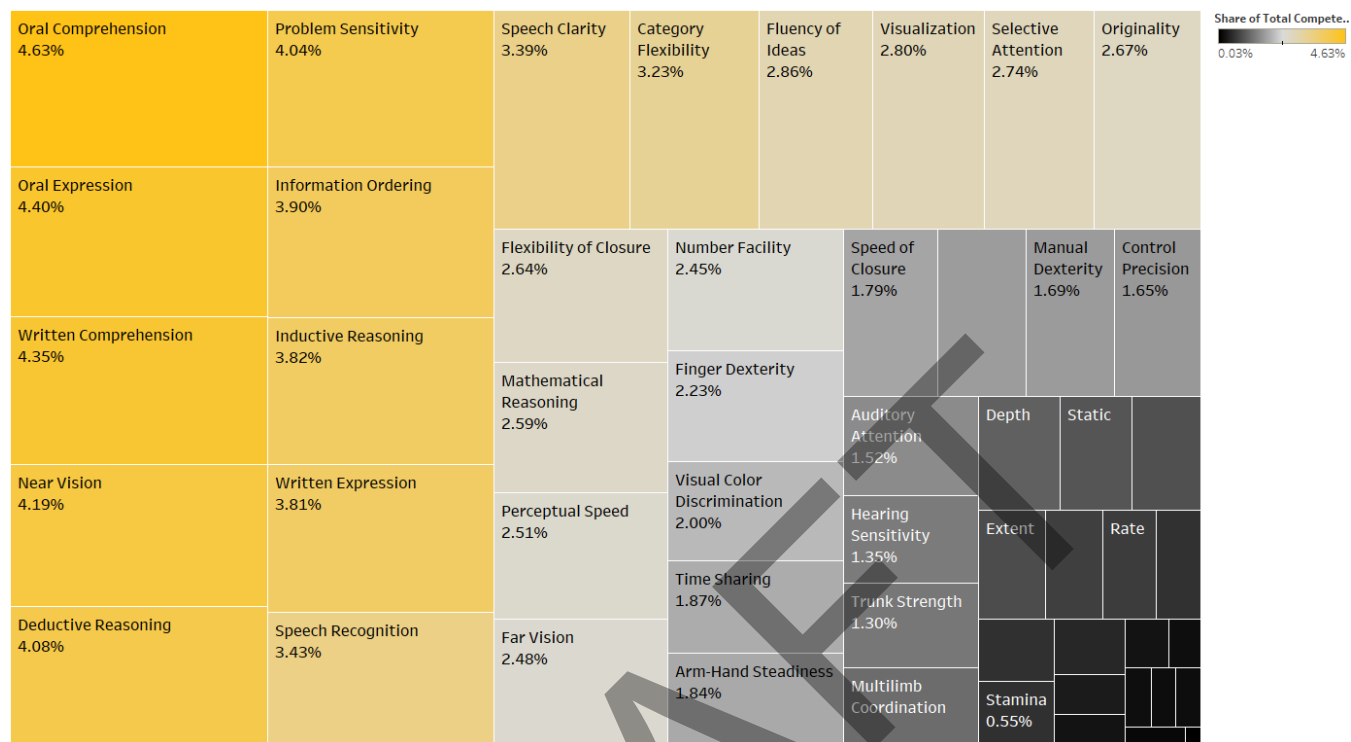 Oral Comprehension
4.63%
Problem Sensitivity
4.04%
Speech Clarity
3.39%
Category
Flexibility
3.23%
Fluency of
Ideas
2.86%
Visualization
2.80%
Selective
Attention
2.74%
Originality
2.67%
Share of Total Compete..
0.03%
4.63%
Oral Expression
4.40%
Information Ordering
3.90%
Flexibility of Closure
2.64%
Number Facility
2.45%
Speed of
Closure
1.79%
Manual
Dexterity
1.69%
Control
Precision
1.65%
Written Comprehension
4.35%
Inductive Reasoning
3.82%
Mathematical
Reasoning
2.59%
Finger Dexterity
2.23%
Auditory
Attention
1.52%
Depth
Static
Near Vision
4.19%
Written Expression
3.81%
Perceptual Speed
2.51%
Visual Color
Discrimination
2.00%
Hearing
Sensitivity
1.35%
Extent
Rate
Time Sharing
1.87%
Trunk Strength
1.30%
Deductive Reasoning
4.08%
Speech Recognition
3.43%
Far Vision
2.48%
Arm-Hand Steadiness
1.84%
Multilimb
Coordination
Stamina
0.55%